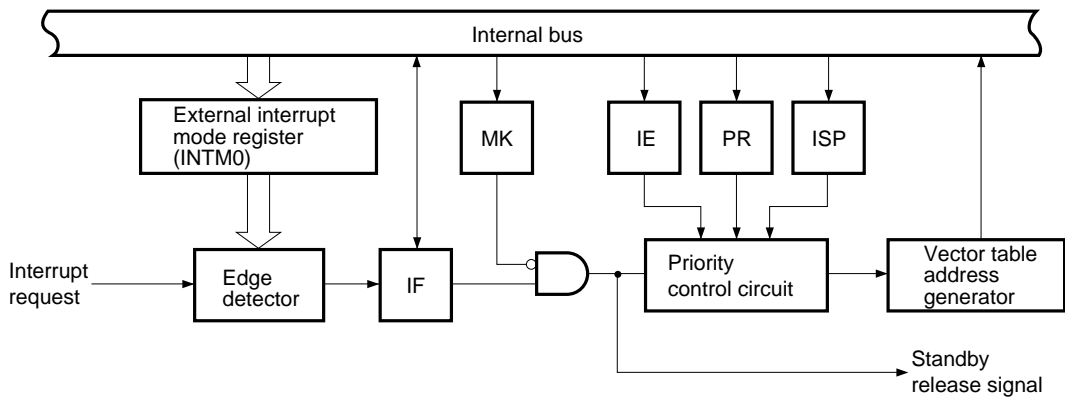 Internal bus
External interrupt
mode register
(INTM0)
MK
IE
PR
ISP
Interrupt
request
Edge
detector
IF
Priority
control circuit
Vector table
address
generator
Standby
release signal